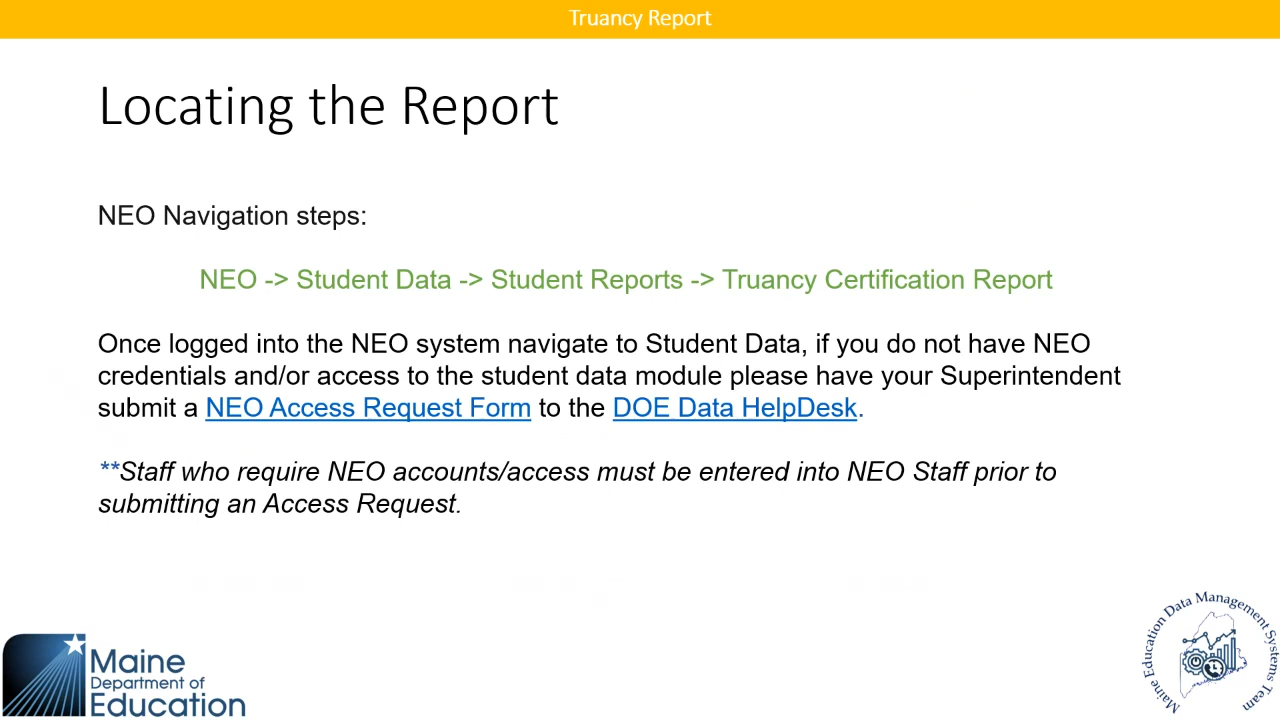 Truancy Report
Locating the Report
NEO Navigation steps:
NEO -> Student Data -> Student Reports -> Truancy Certification Report
Once logged into the NEO system navigate to Student Data, if you do not have NEO
credentials and/or access to the student data module please have your Superintendent
submit a NEO Access Request Form to the DOE Data HelpDesk.
**Staff who require NEO accounts/access must be entered into NEO Staff prior to
submitting an Access Request.
Maine
Department of
Education
Maine Education Data Management Systems Team